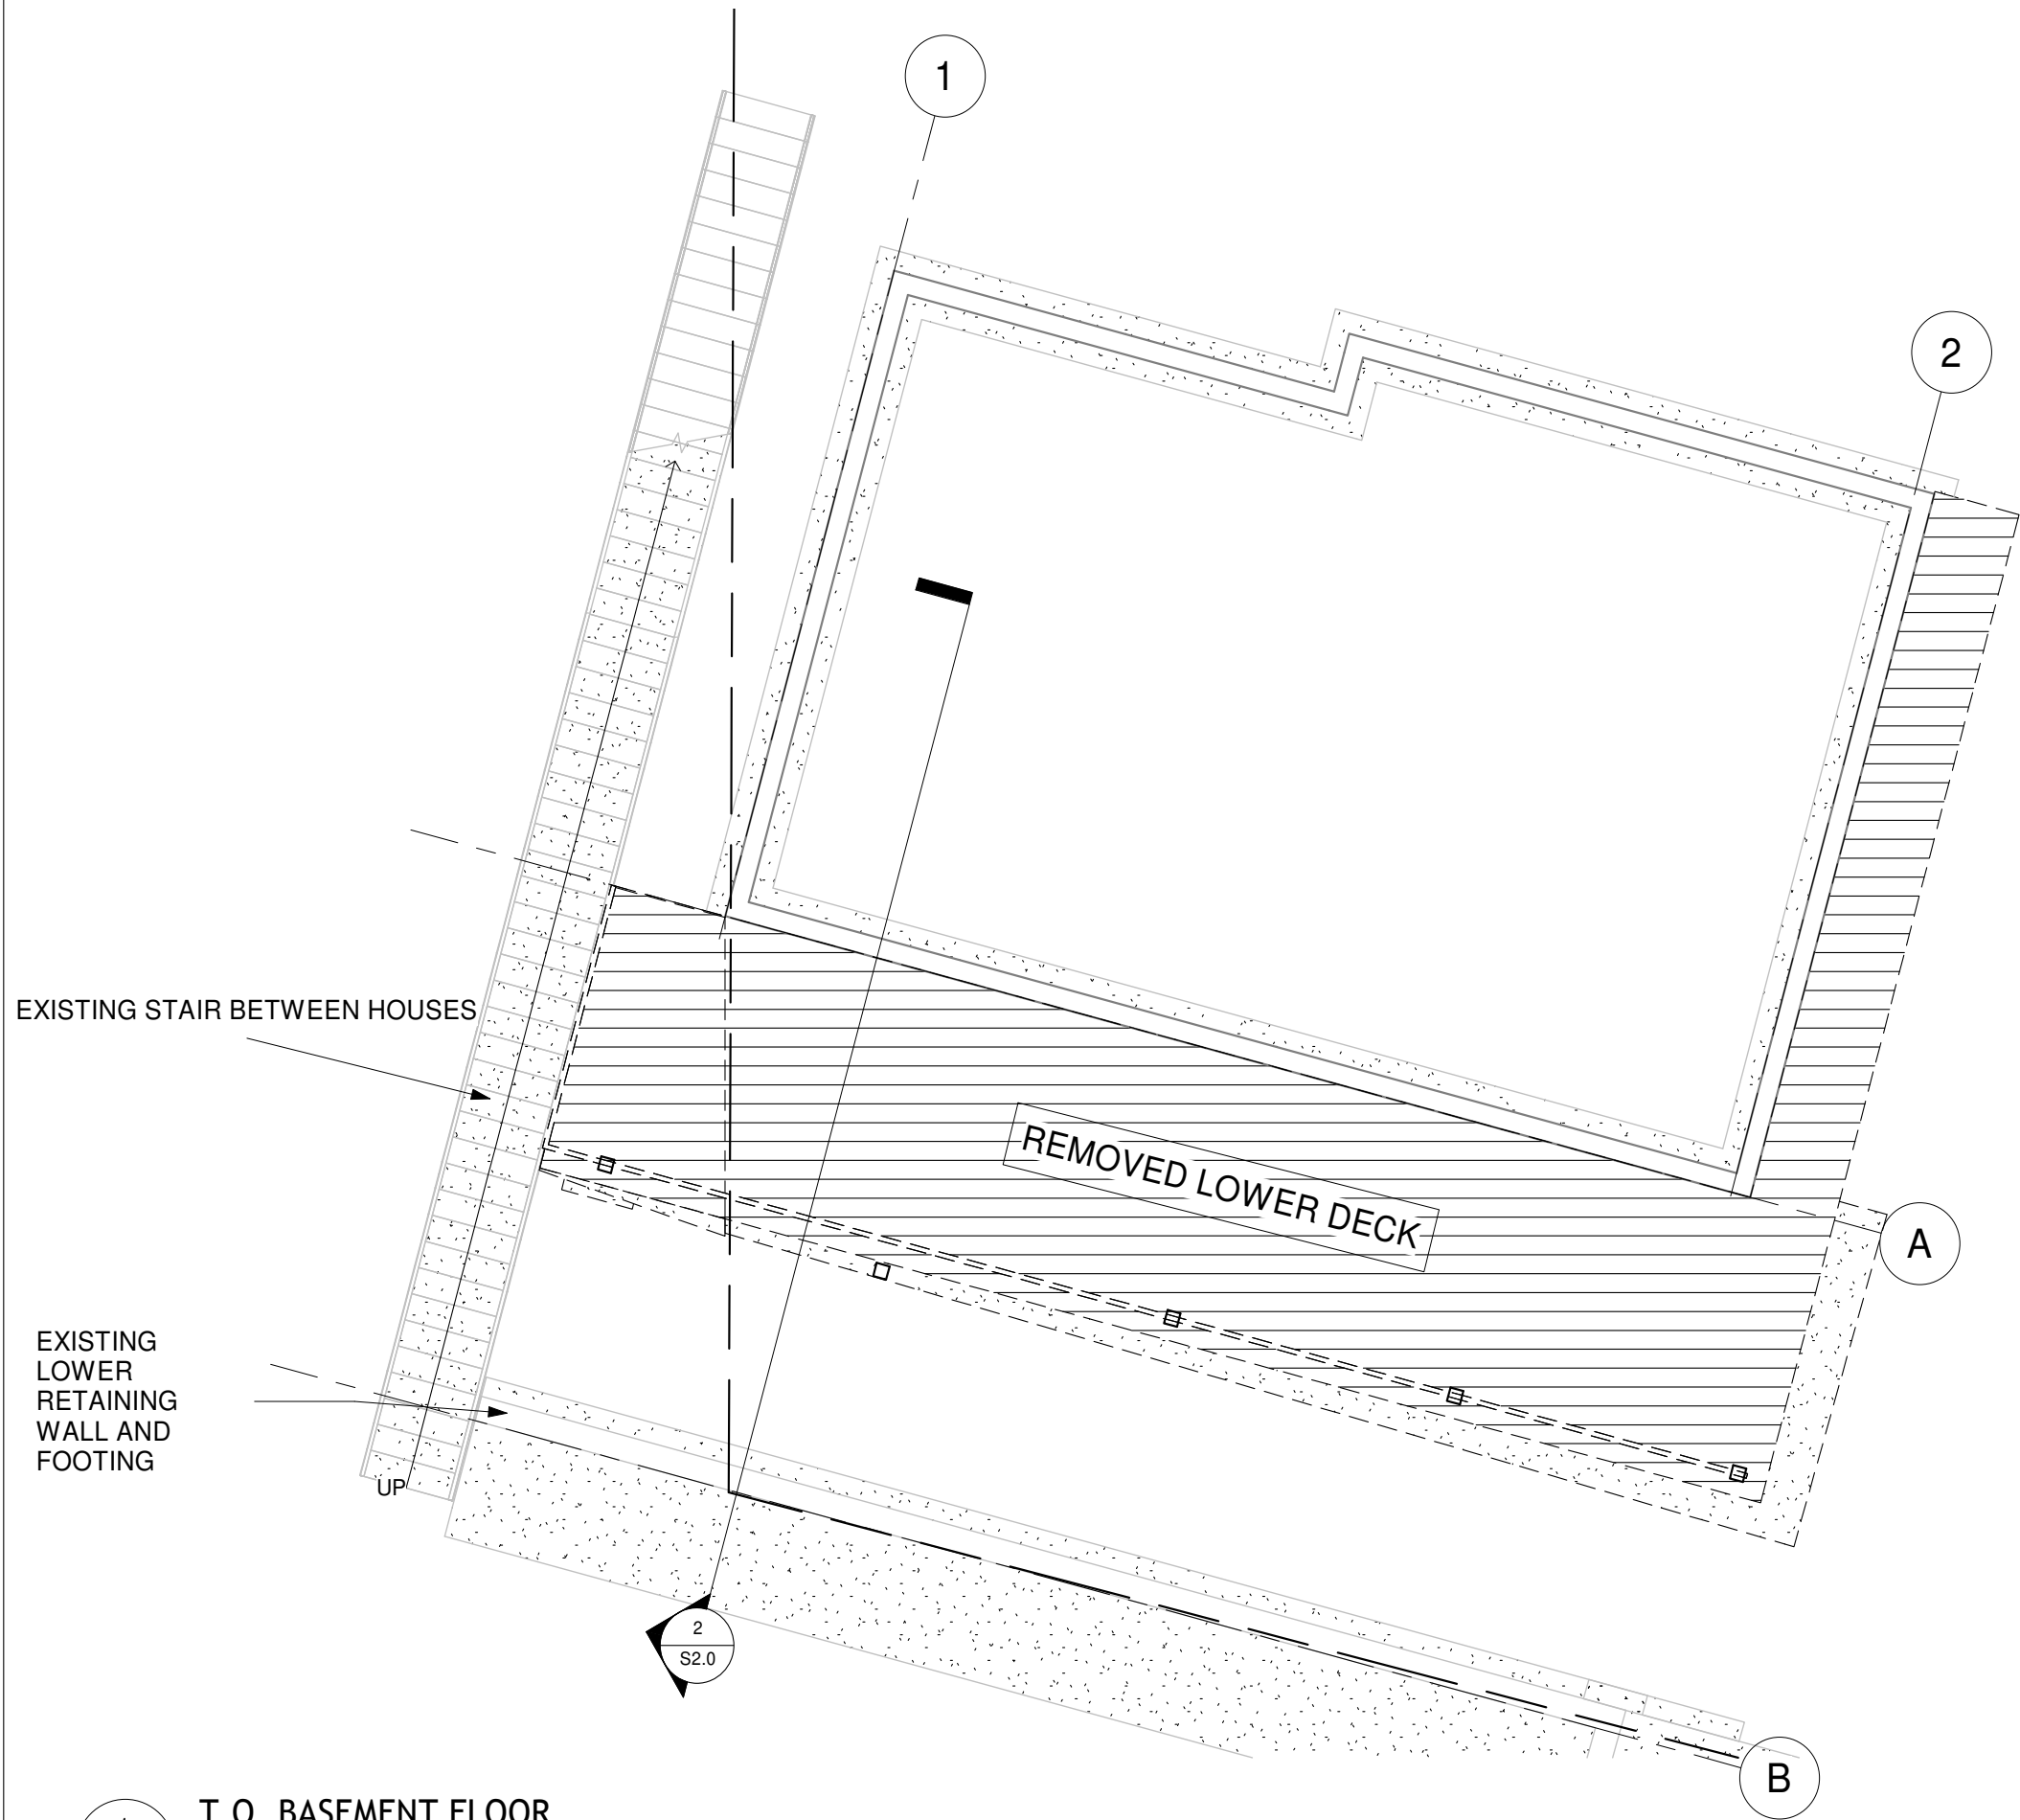 1
2
EXISTING STAIR BETWEEN HOUSES
REMOVED LOWER DECK
A
EXISTING
LOWER
RETAINING
WALL AND
FOOTING
UP
2
S2.0
B
T.O. BASEMENT FLOOR